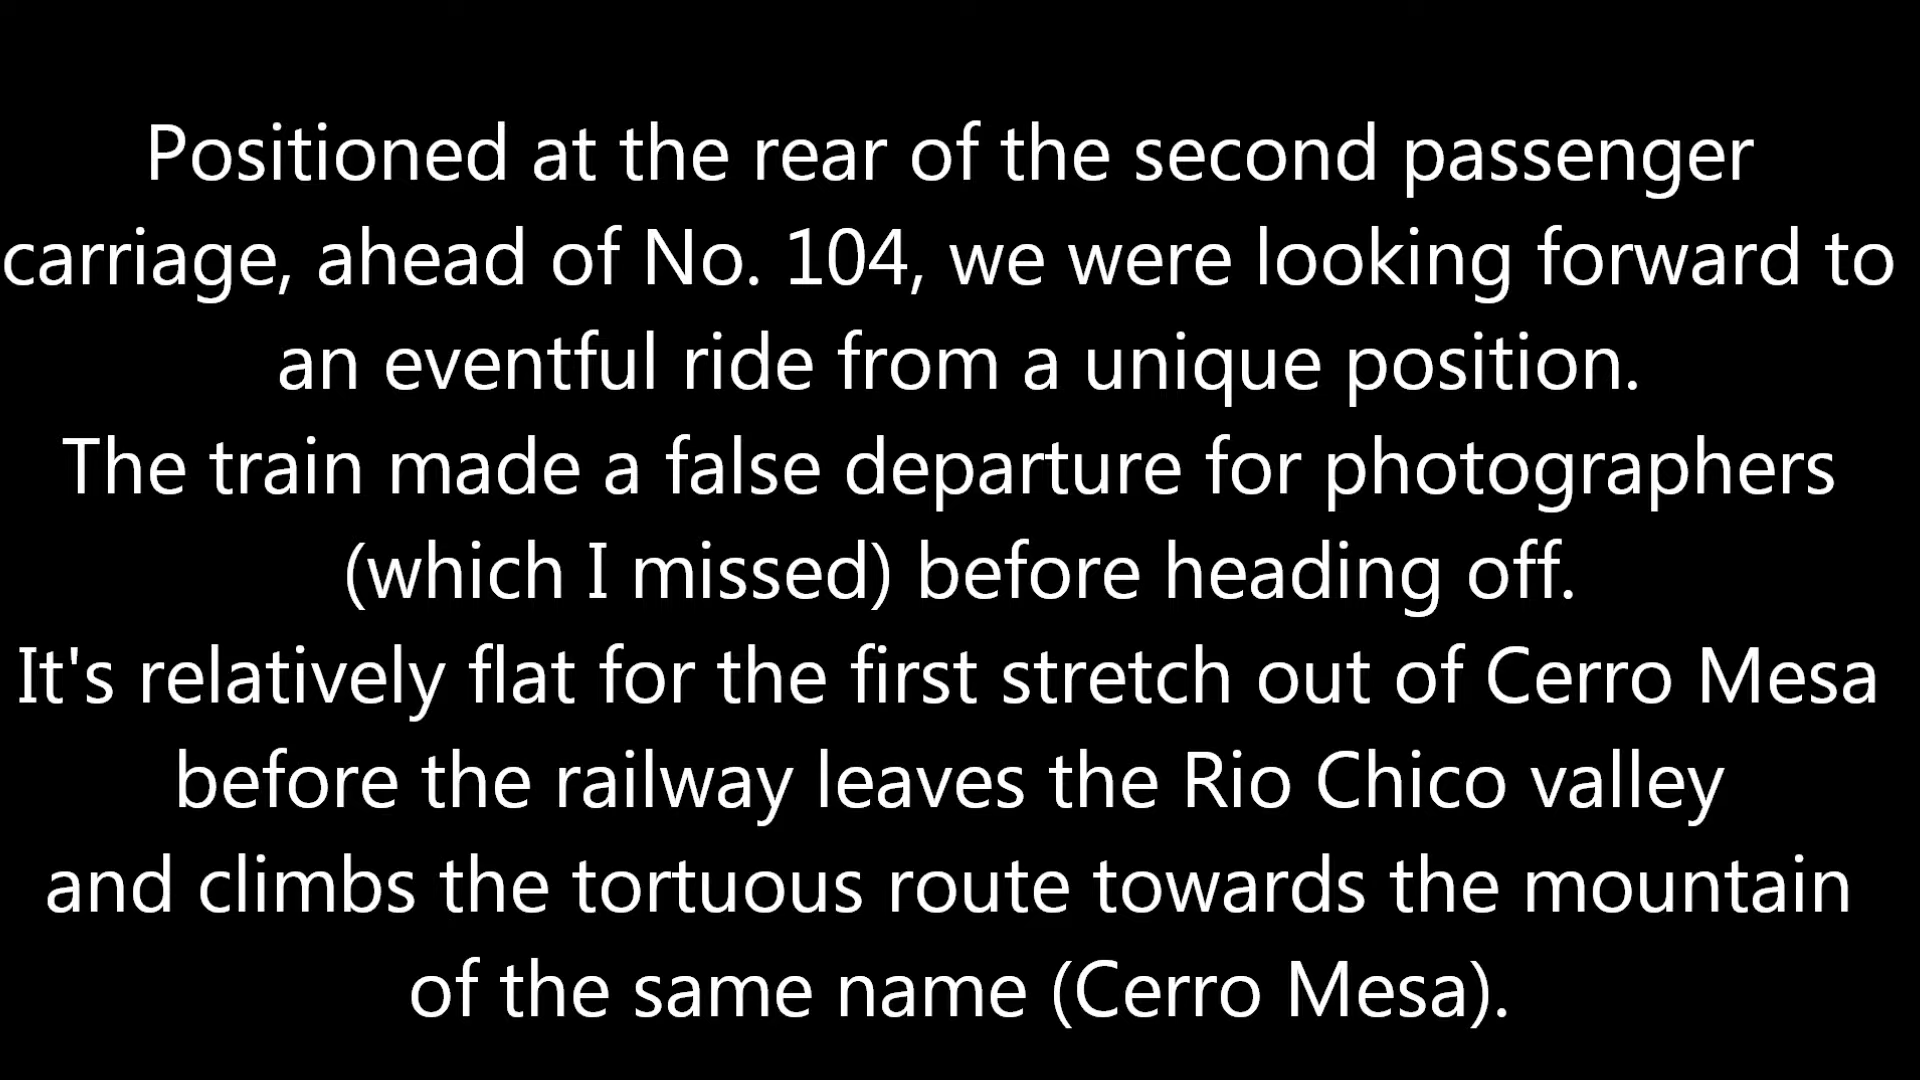 Positioned at the rear of the second passenger
carriage, ahead of No. 104, we were looking forward to
an eventful ride from a unique position.
The train made a false departure for photographers
(which I missed) before heading off.
It's relatively flat for the first stretch out of Cerro Mesa
before the railway leaves the Rio Chico valley
and climbs the tortuous route towards the mountain
of the same name (Cerro Mesa).